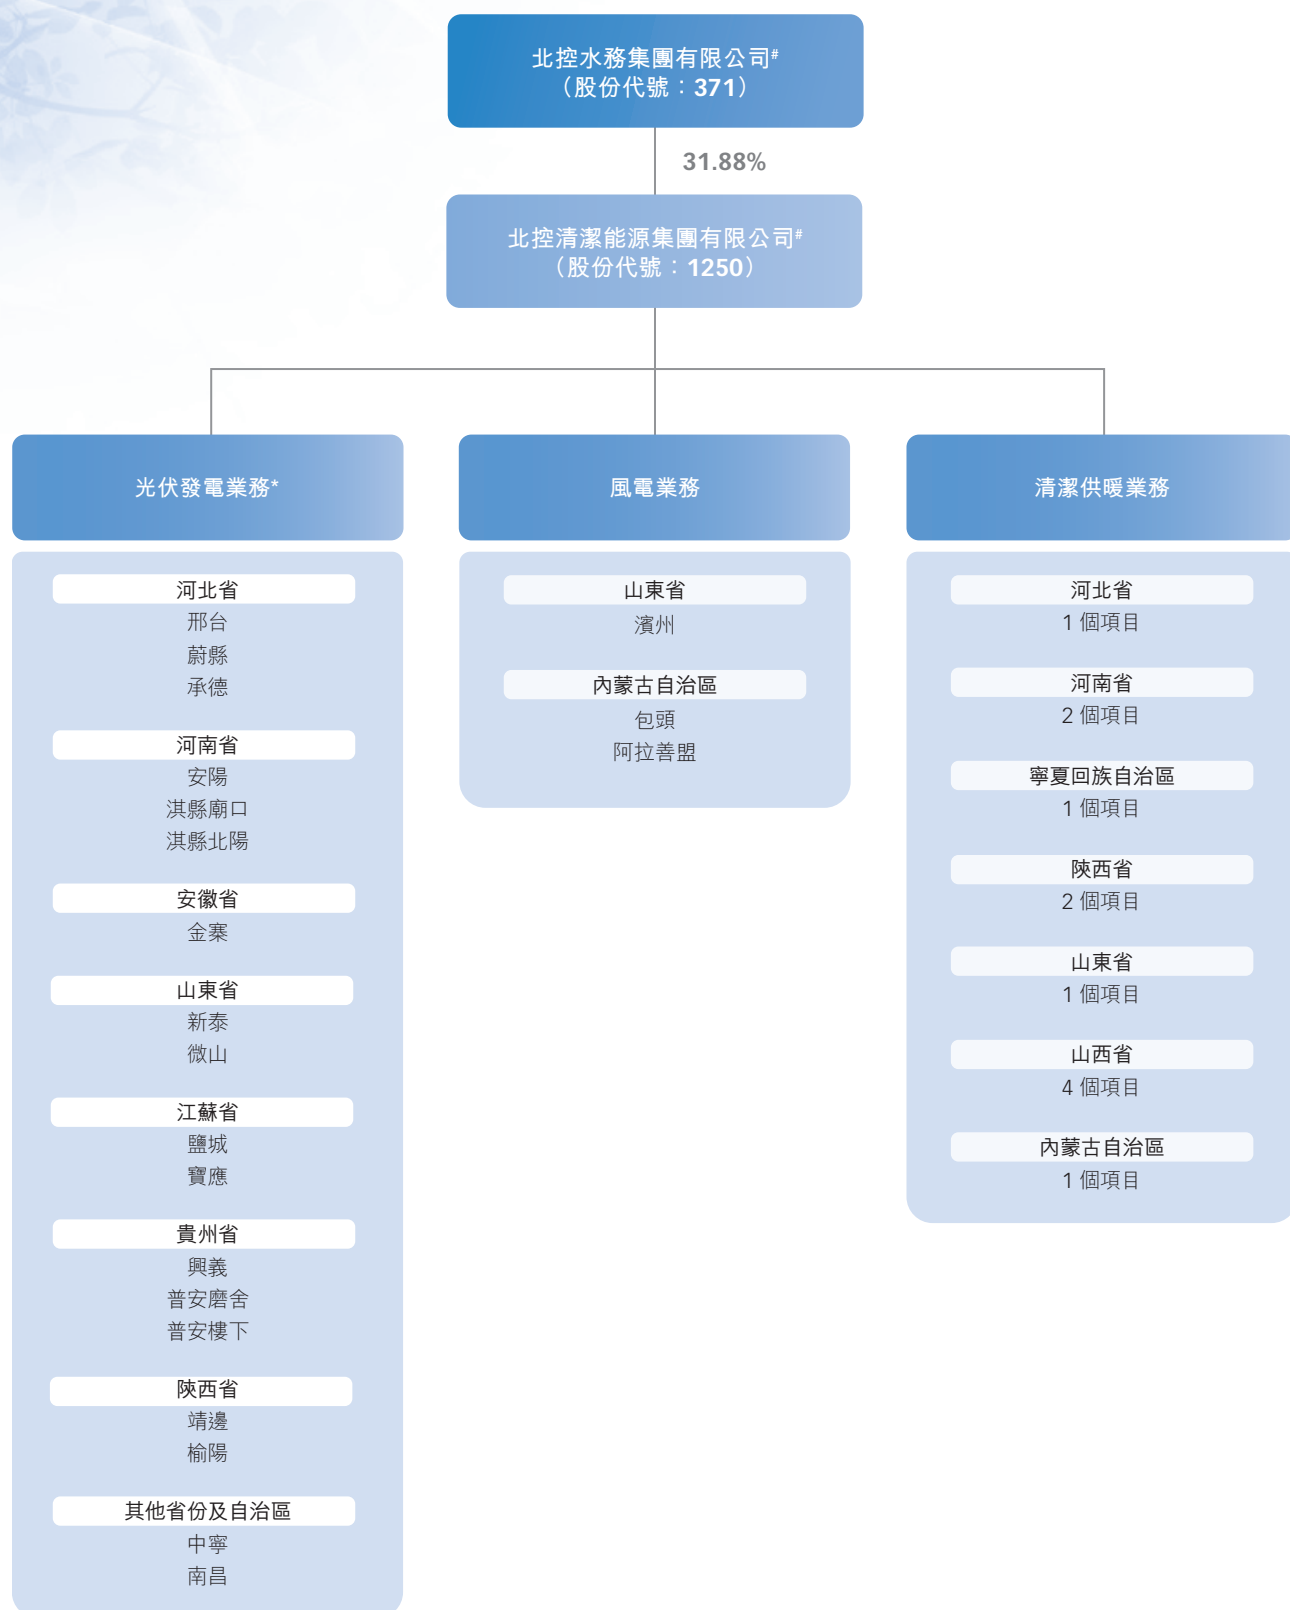 北控水務集團有限公司#
（股份代號：371）
31.88%
北控清潔能源集團有限公司#
（股份代號：1250）
光伏發電業務*
河北省
邢台
蔚縣
承德
河南省
安陽
淇縣廟口
淇縣北陽
安徽省
金寨
山東省
新泰
微山
江蘇省
鹽城
寶應
貴州省
興義
普安磨舍
普安樓下
陝西省
靖邊
榆陽
其他省份及自治區
中寧
南昌
風電業務
山東省
濱州
內蒙古自治區
包頭
阿拉善盟
清潔供暖業務
河北省
1 個項目
河南省
2 個項目
寧夏回族自治區
1 個項目
陝西省
2 個項目
山東省
1 個項目
山西省
4 個項目
內蒙古自治區
1 個項目